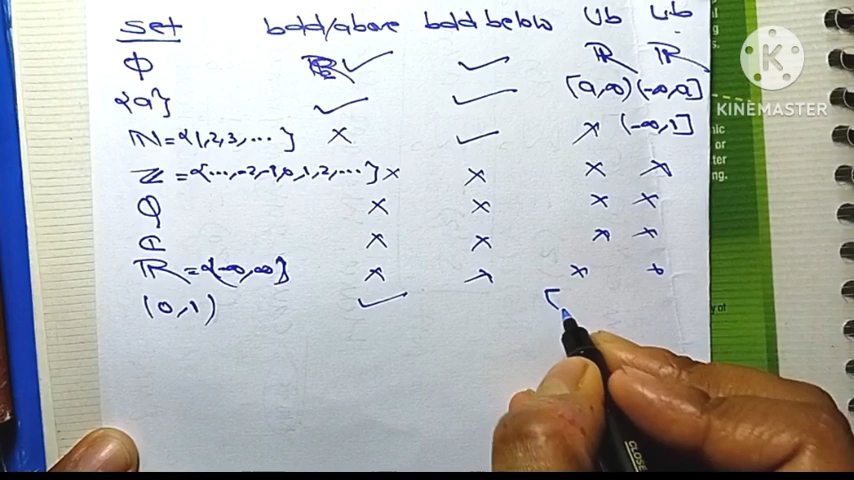 Set bdd/above bdd below Ub Lb
Φ ℝ ✓ ✓ ℝ ℝ
{a} ✓ ✓ [a,∞) (-∞,a]
ℕ={1,2,3,....} × ✓ × (-∞,1]
ℤ={...,-2,-1,0,1,2,....} × × × ×
Q × × × ×
× × × ×
ℝ={-∞,∞} × × × ×
(0,1) ✓ [
KINEMASTER
CLOSE